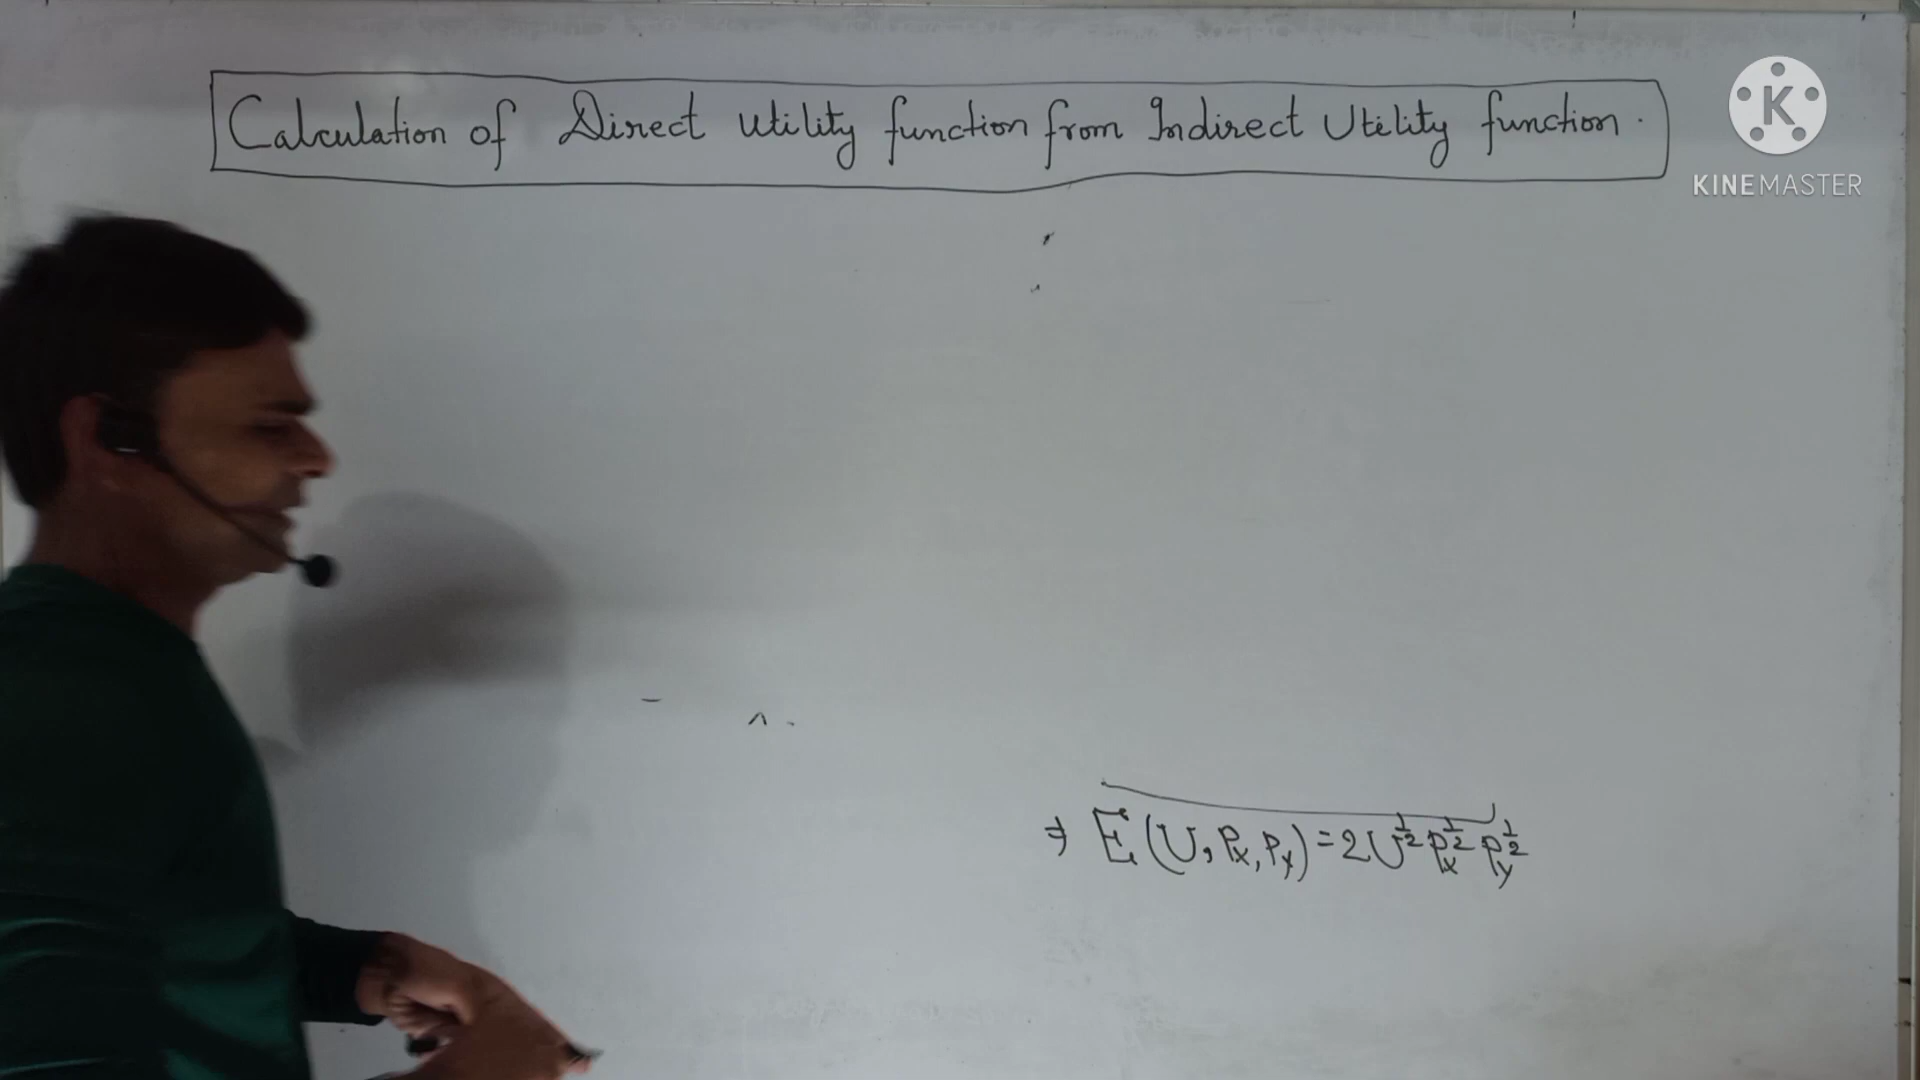 Calculation of Direct Utility function from Indirect Utility function.
K
KINEMASTER
⇒ E(U, Px, Py) = 2U^½ Px^½ Py^½